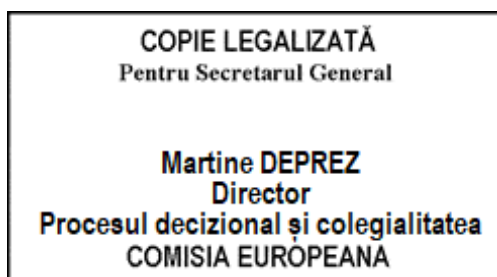 COPIE LEGALIZATĂ
Pentru Secretarul General
Martine DEPREZ
Director
Procesul decizional și colegialitatea
COMISIA EUROPEANA